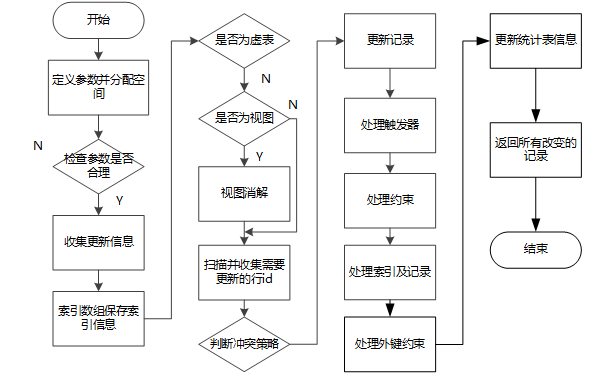 开始
定义参数并分配空
间
N
检查参数是否
合理
Y
收集更新信息
索引数组保存索
引信息
是否为虚表
N
是否为视图
N
Y
视图消解
扫描并收集需要
更新的行id
判断冲突策略
更新记录
处理触发器
处理约束
处理索引及记录
处理外键约束
更新统计表信息
返回所有改变的
记录
结束